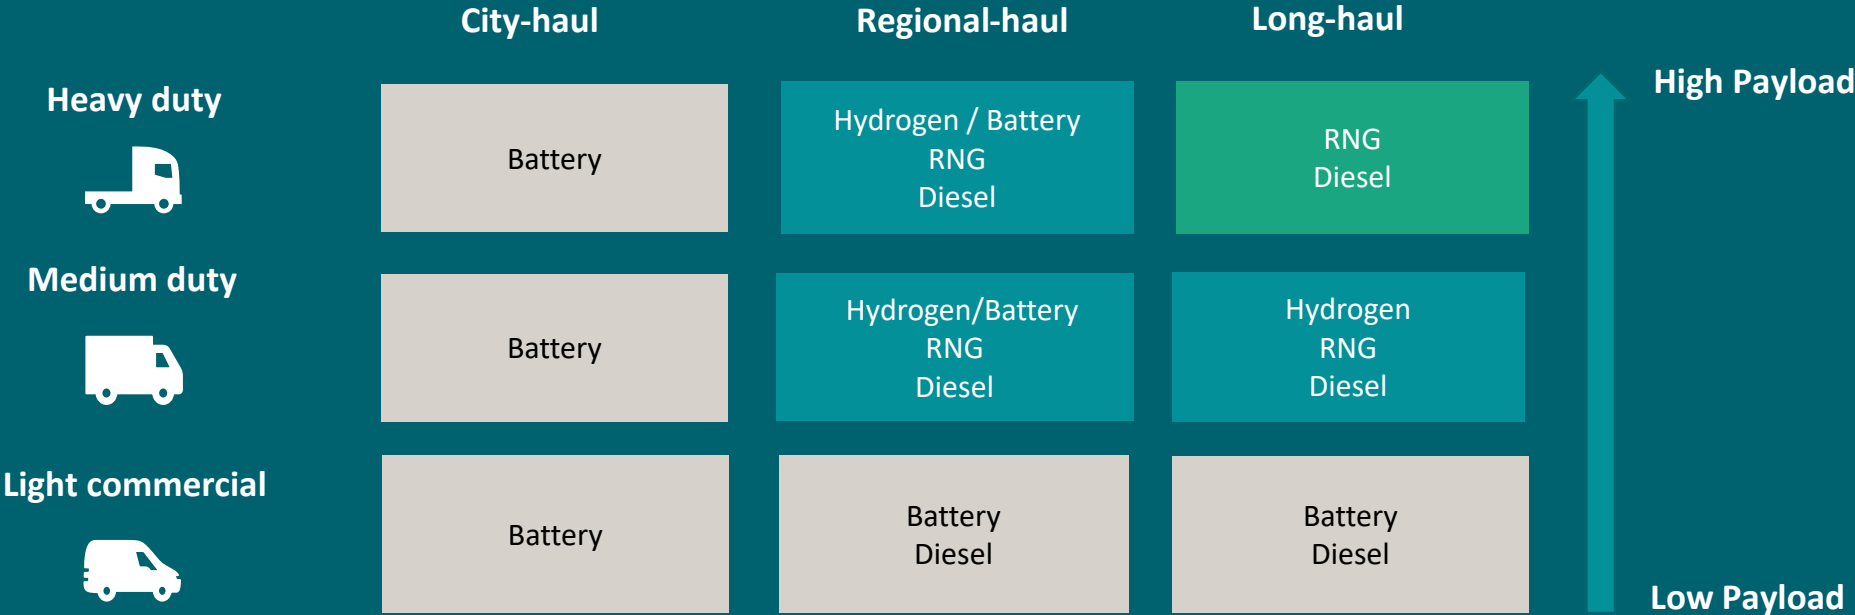 City-haul
Regional-haul
Long-haul
High Payload
Heavy duty
Battery
Hydrogen / Battery
RNG
Diesel
RNG
Diesel
Medium duty
Battery
Hydrogen/Battery
RNG
Diesel
Hydrogen
RNG
Diesel
Light commercial
Battery
Battery
Diesel
Battery
Diesel
Low Payload